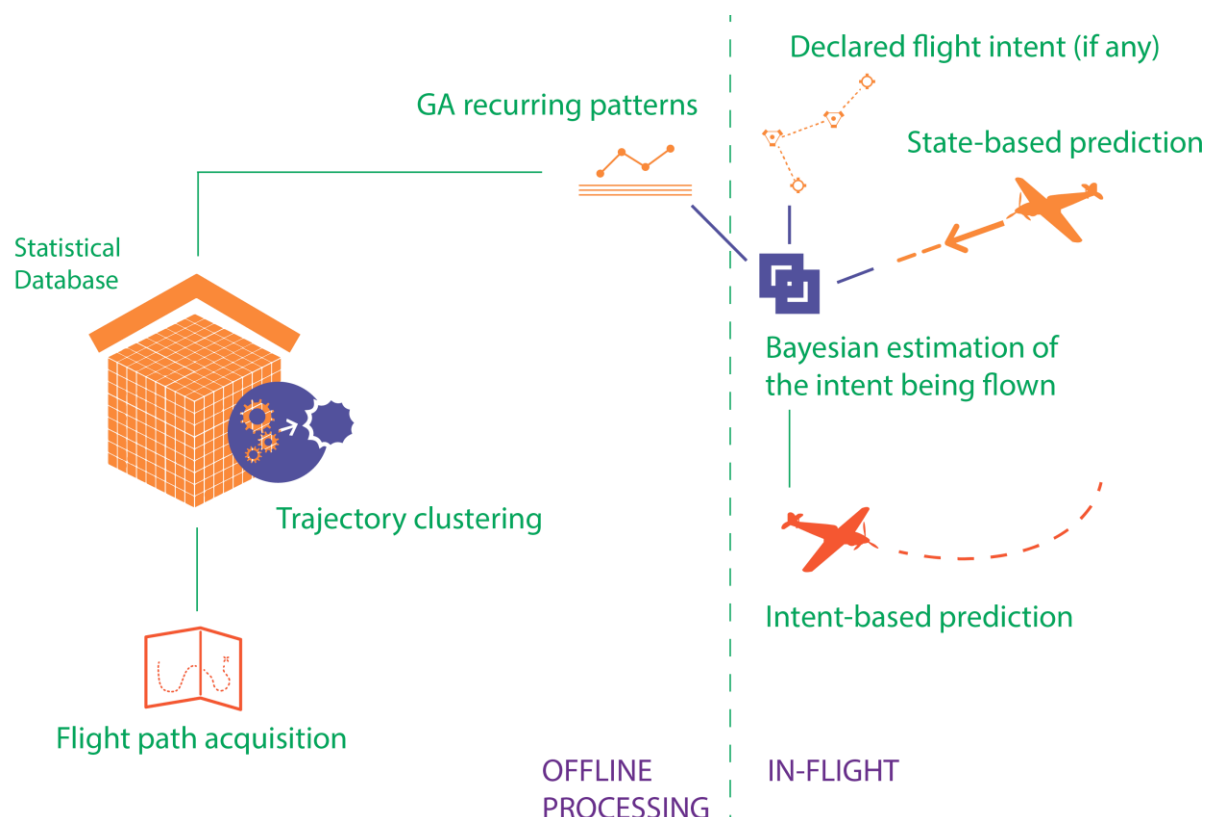 Declared flight intent (if any)
GA recurring patterns
State-based prediction
Statistical
Database
Bayesian estimation of
the intent being flown
Trajectory clustering
Intent-based prediction
Flight path acquisition
OFFLINE
PROCESSING
IN-FLIGHT